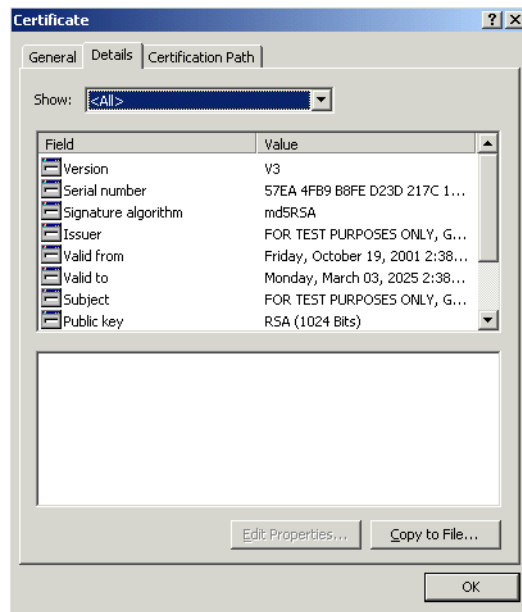 Certificate
General Details Certification Path
Show: <All>
Field Value
Version V3
Serial number 57EA 4FB9 B8FE D23D 217C 1...
Signature algorithm md5RSA
Issuer FOR TEST PURPOSES ONLY, G...
Valid from Friday, October 19, 2001 2:38...
Valid to Monday, March 03, 2025 2:38...
Subject FOR TEST PURPOSES ONLY, G...
Public key RSA (1024 Bits)
Edit Properties... Copy to File...
OK